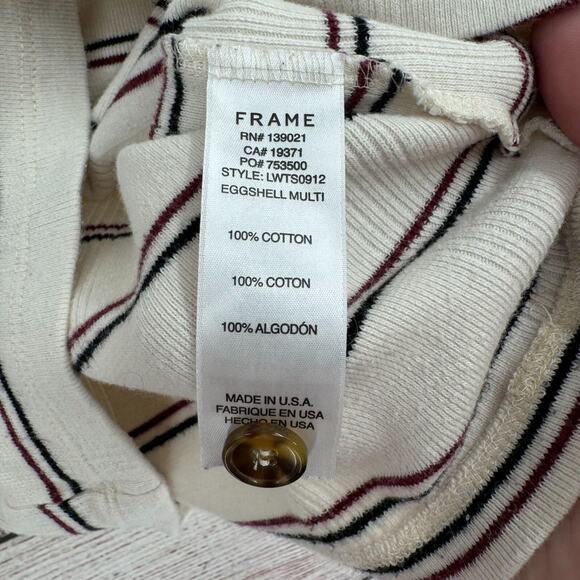 FRAME
RN# 139021
CA# 19371
PO# 753500
STYLE: LWTS0912
EGGSHELL MULTI
100% COTTON
100% COTON
100% ALGODÓN
MADE IN U.S.A.
FABRIQUE EN USA
HECHO EN USA